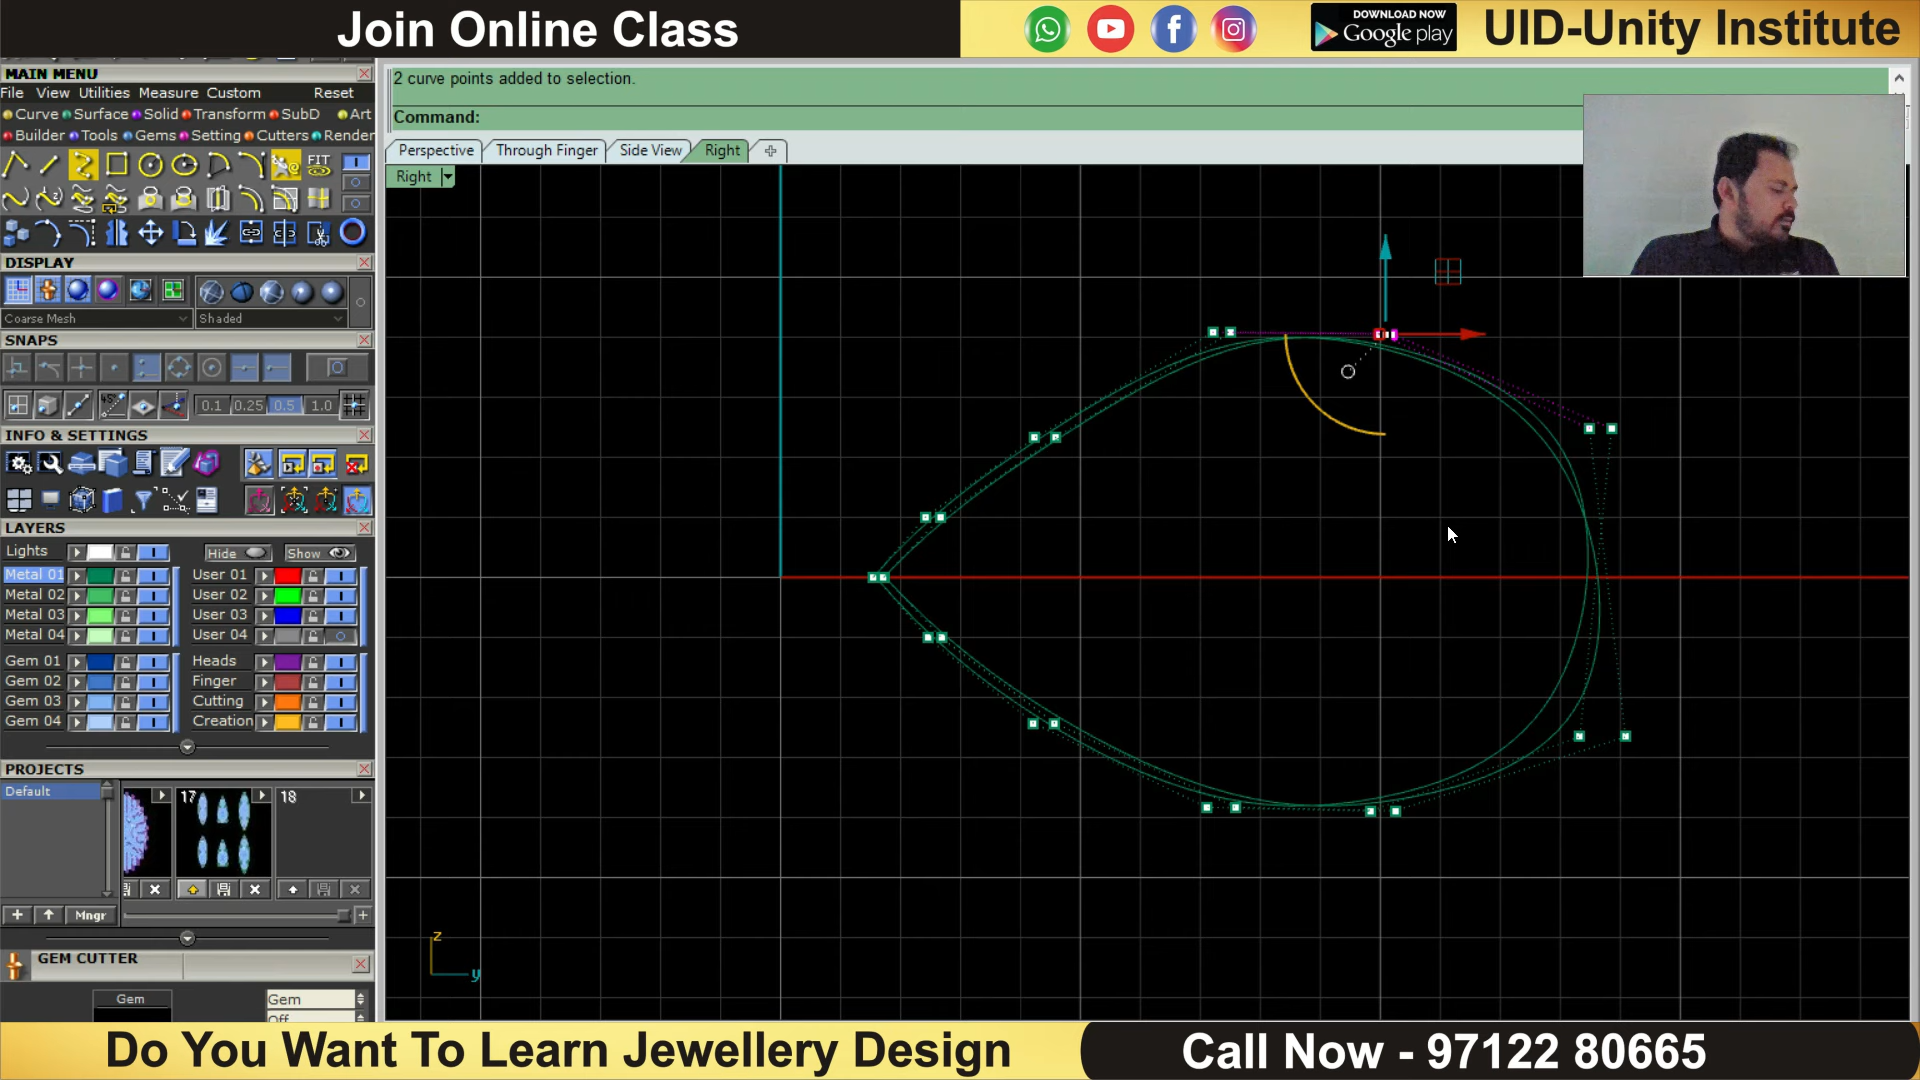 Join Online Class
DOWNLOAD NOW
Google play
UID-Unity Institute
MAIN MENU
File View Utilities Measure Custom Reset
Curve Surface Solid Transform SubD Art
Builder Tools Gems Setting Cutters Render
FIT
DISPLAY
Coarse Mesh
Shaded
SNAPS
45°
0.1 0.25 0.5 1.0
INFO & SETTINGS
LAYERS
Lights Hide Show
Metal 01 User 01
Metal 02 User 02
Metal 03 User 03
Metal 04 User 04
Gem 01 Heads
Gem 02 Finger
Gem 03 Cutting
Gem 04 Creation
PROJECTS
Default
17
18
+ Mngr
+
GEM CUTTER
Gem
Gem
Off
2 curve points added to selection.
Command:
Perspective Through Finger Side View Right
Right
z
y
Do You Want To Learn Jewellery Design
Call Now - 97122 80665